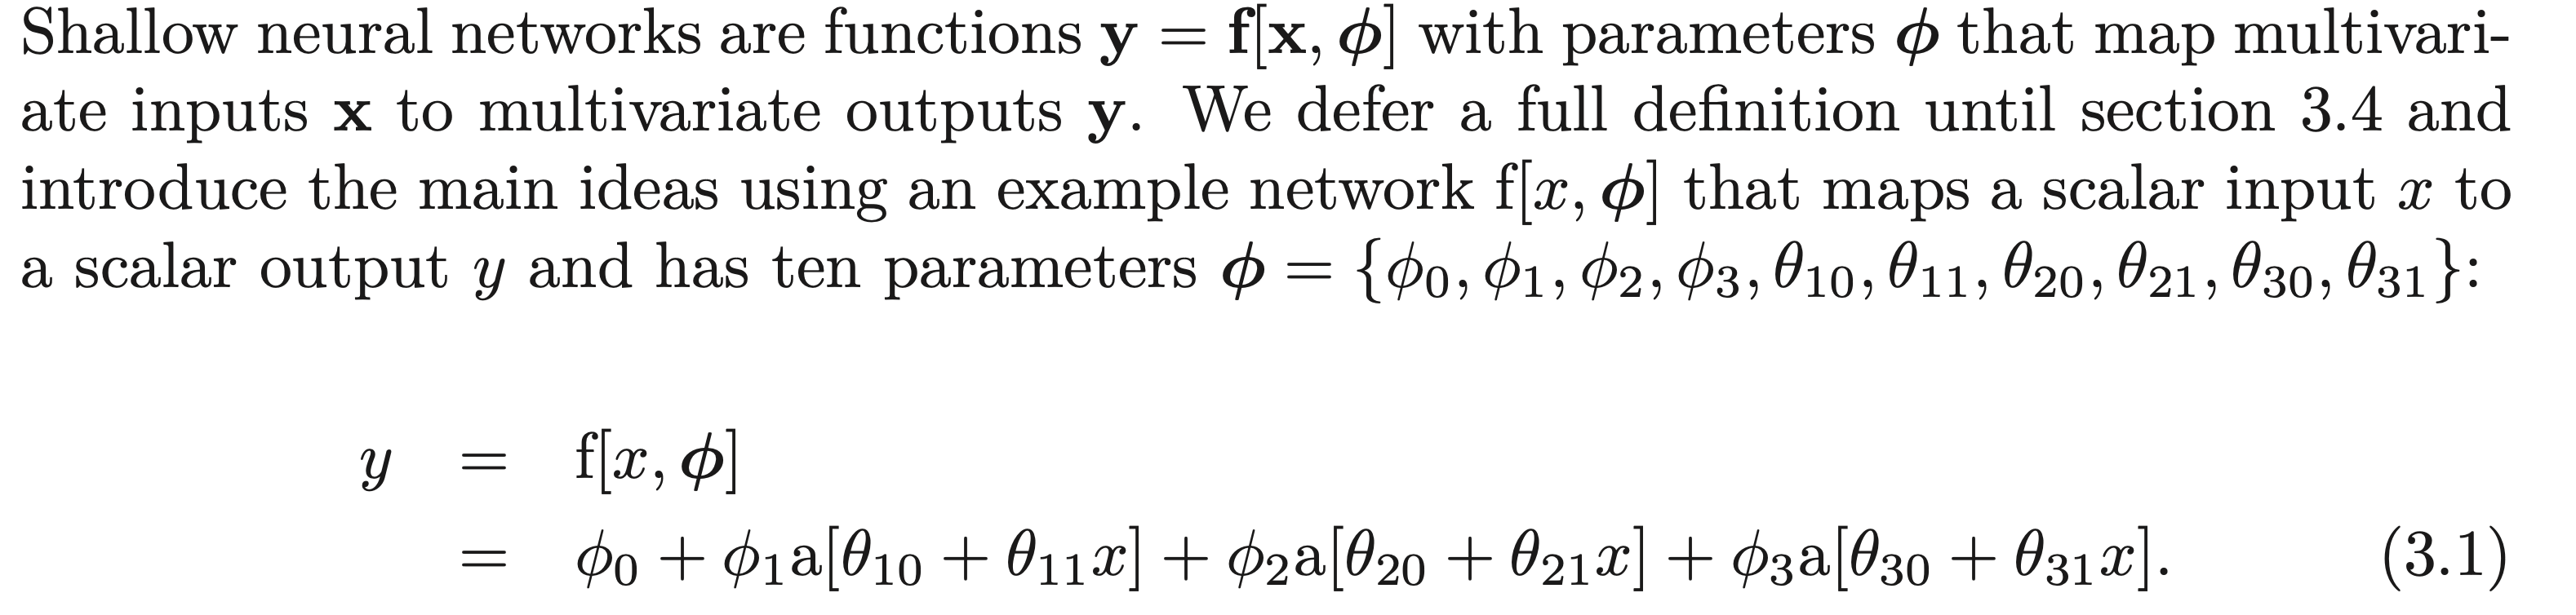 Shallow neural networks are functions y = f[x, ϕ] with parameters ϕ that map multivari-
ate inputs x to multivariate outputs y. We defer a full definition until section 3.4 and
introduce the main ideas using an example network f[x, ϕ] that maps a scalar input x to
a scalar output y and has ten parameters ϕ = {ϕ₀, ϕ₁, ϕ₂, ϕ₃, θ₁₀, θ₁₁, θ₂₀, θ₂₁, θ₃₀, θ₃₁}:
y = f[x, ϕ]
= ϕ₀ + ϕ₁a[θ₁₀ + θ₁₁x] + ϕ₂a[θ₂₀ + θ₂₁x] + ϕ₃a[θ₃₀ + θ₃₁x]. (3.1)